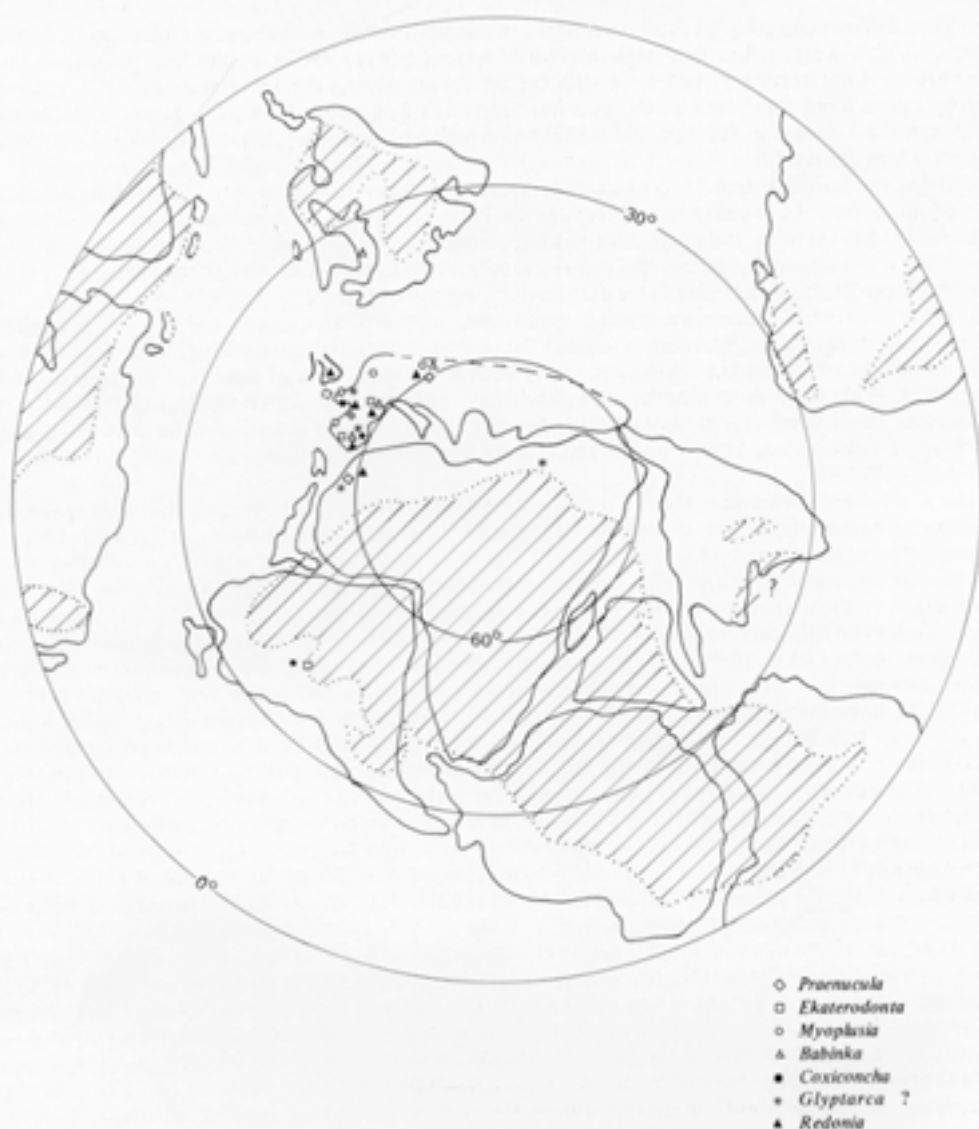 30°
?
60°
0°
Praenucula
Ekaterodonta
Myoplusia
Babinka
Coxiconcha
Glyptarca ?
Redonia